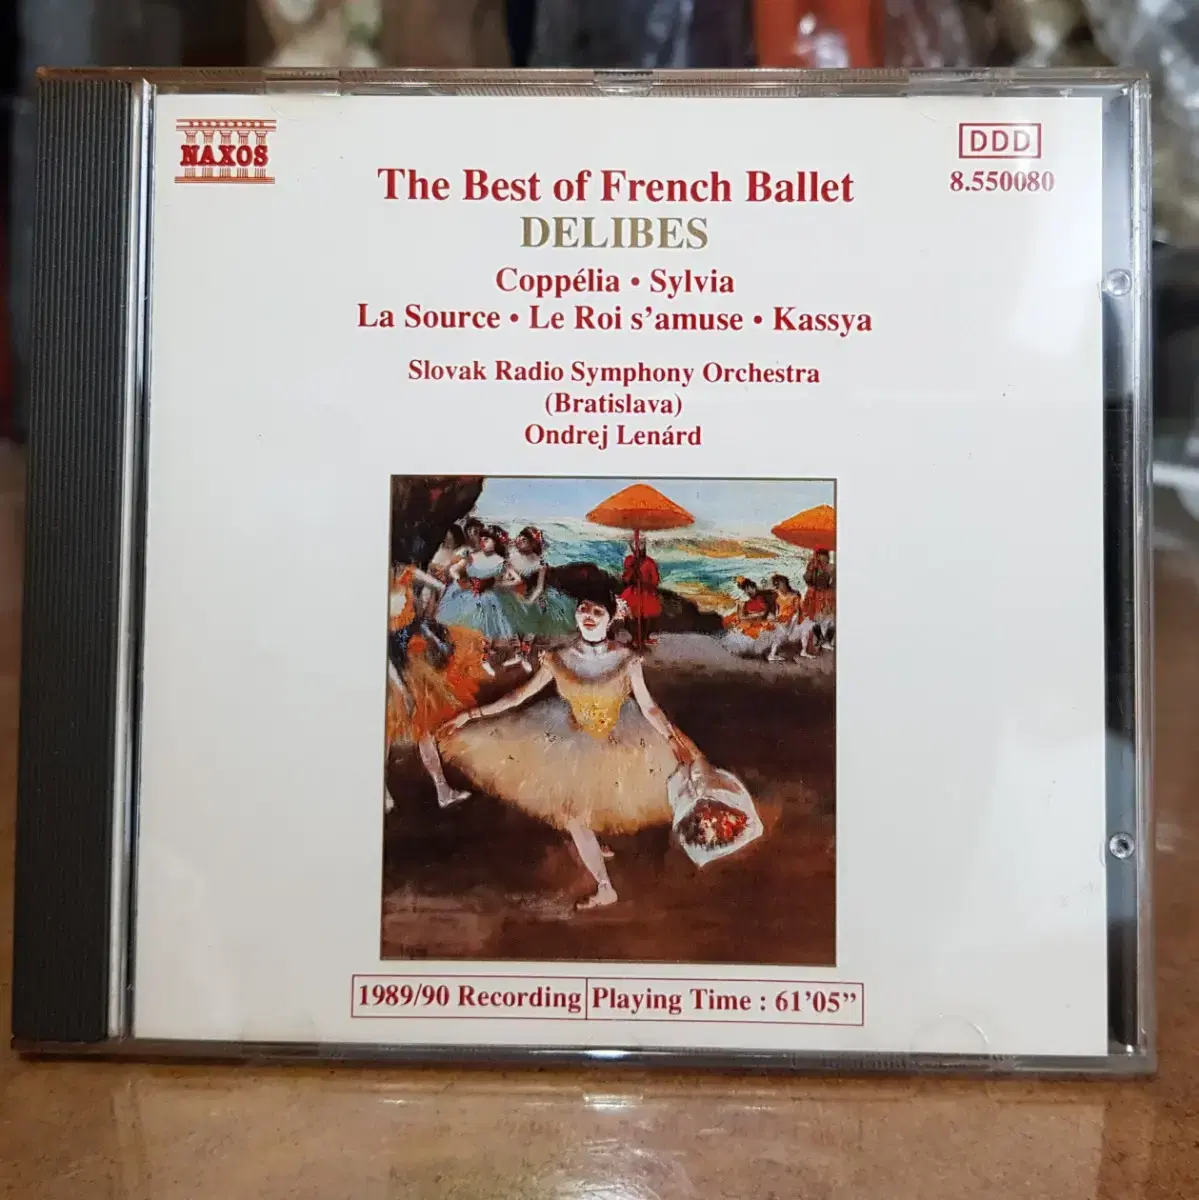 NAXOS
DDD
8.550080
The Best of French Ballet
DELIBES
Coppélia • Sylvia
La Source • Le Roi s’amuse • Kassya
Slovak Radio Symphony Orchestra
(Bratislava)
Ondrej Lenárd
1989/90 Recording Playing Time : 61’05”